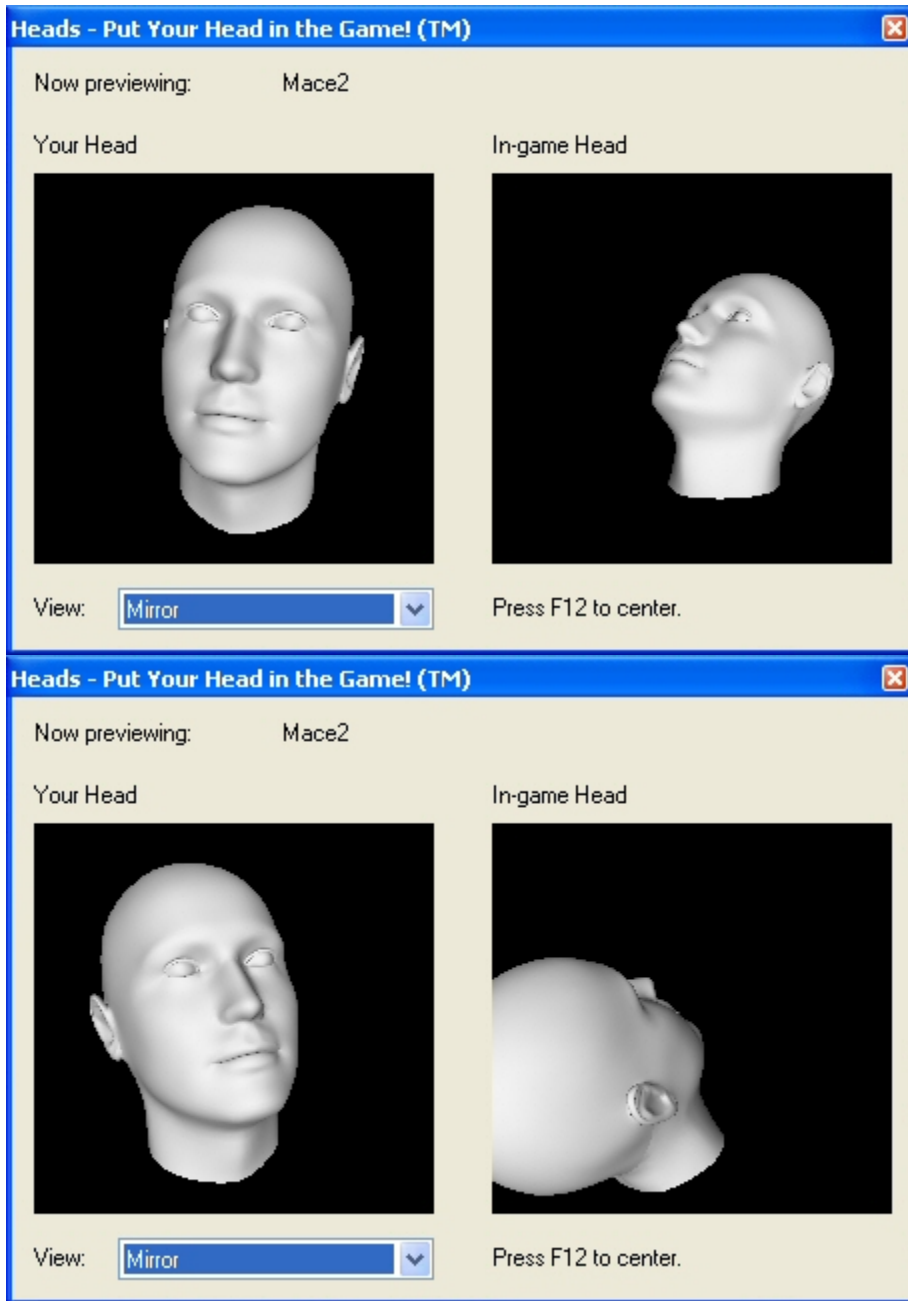 Heads - Put Your Head in the Game! (TM)
Now previewing: Mace2
Your Head In-game Head
View: Mirror Press F12 to center.
Heads - Put Your Head in the Game! (TM)
Now previewing: Mace2
Your Head In-game Head
View: Mirror Press F12 to center.